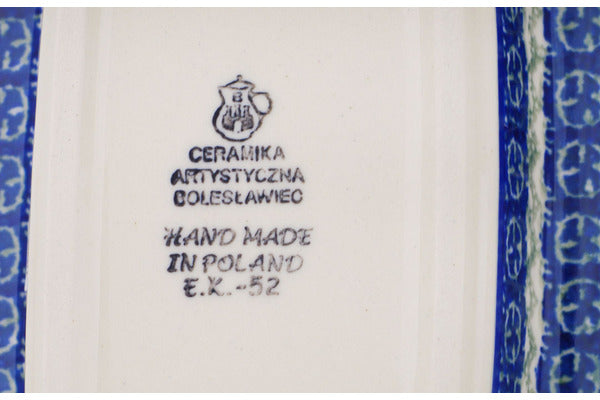 B
CERAMIKA
ARTYSTYCZNA
BOLESŁAWIEC
HAND MADE
IN POLAND
E.K.-52